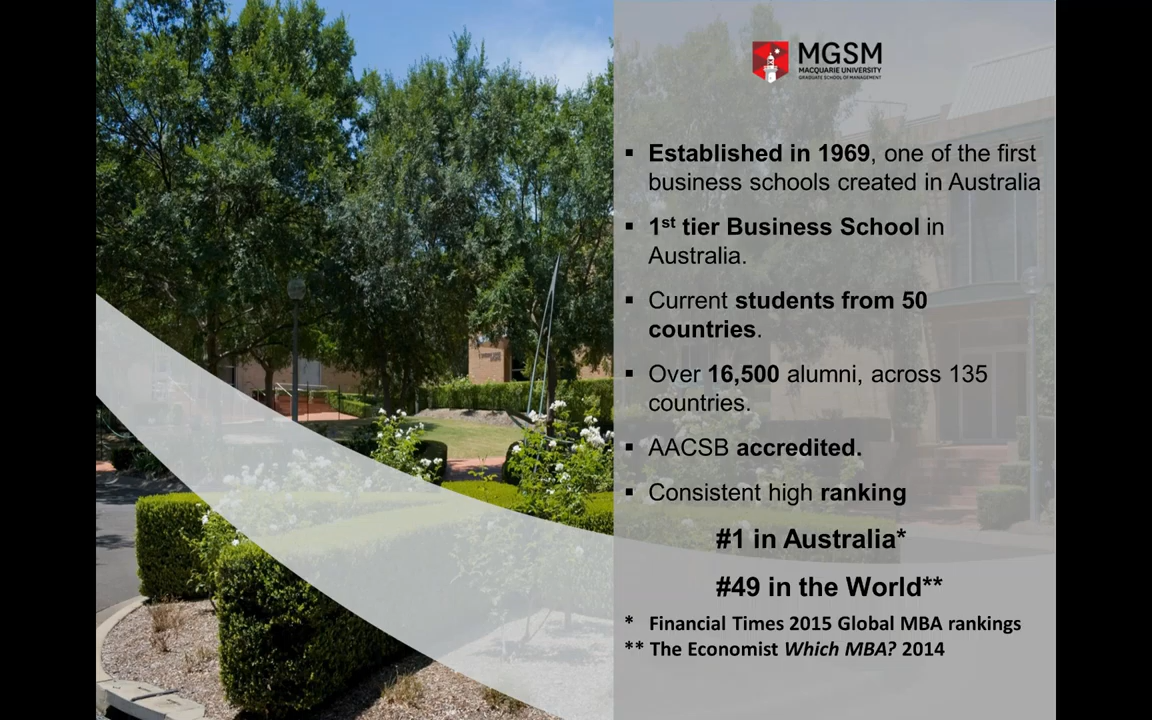 MGSM
MACQUARIE UNIVERSITY
GRADUATE SCHOOL OF MANAGEMENT
▪ Established in 1969, one of the first
business schools created in Australia
▪ 1st tier Business School in
Australia.
▪ Current students from 50
countries.
▪ Over 16,500 alumni, across 135
countries.
▪ AACSB accredited.
▪ Consistent high ranking
#1 in Australia*
#49 in the World**
* Financial Times 2015 Global MBA rankings
** The Economist Which MBA? 2014